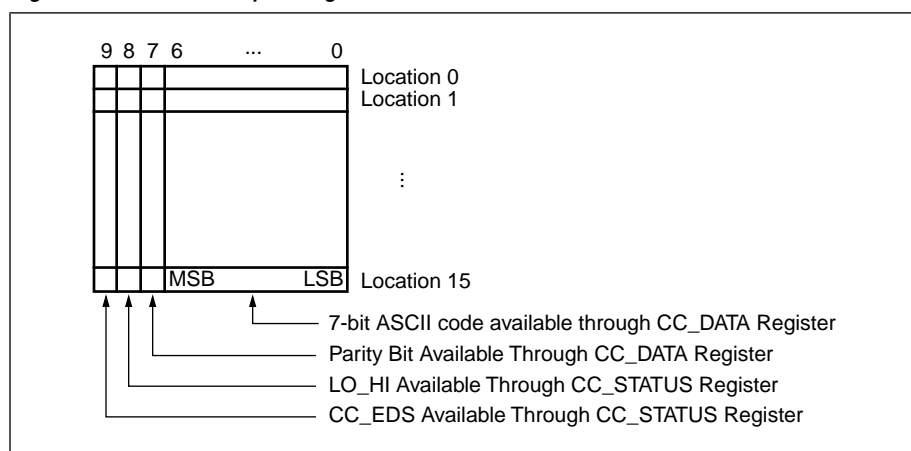 9 8 7 6 ... 0
Location 0
Location 1
...
MSB LSB Location 15
7-bit ASCII code available through CC_DATA Register
Parity Bit Available Through CC_DATA Register
LO_HI Available Through CC_STATUS Register
CC_EDS Available Through CC_STATUS Register